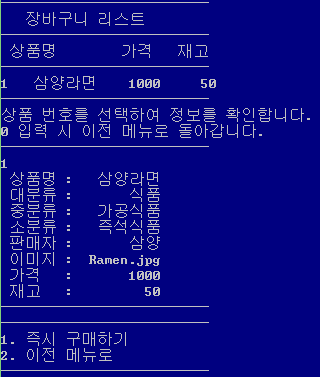 장바구니 리스트
상품명 가격 재고
1 삼양라면 1000 50
상품 번호를 선택하여 정보를 확인합니다.
0 입력 시 이전 메뉴로 돌아갑니다.
1
상품명 : 삼양라면
대분류 : 식품
중분류 : 가공식품
소분류 : 즉석식품
판매자 : 삼양
이미지 : Ramen.jpg
가격 : 1000
재고 : 50
1. 즉시 구매하기
2. 이전 메뉴로